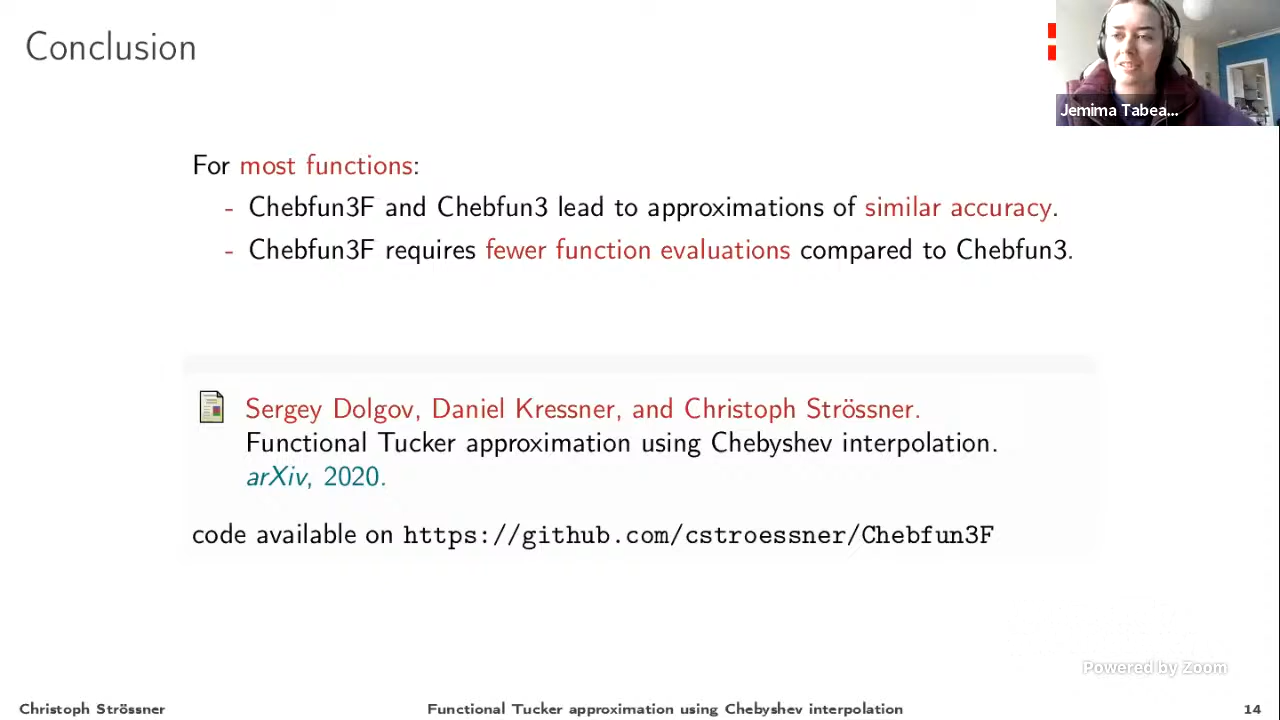 Conclusion
Jemima Tabea...
For most functions:
- Chebfun3F and Chebfun3 lead to approximations of similar accuracy.
- Chebfun3F requires fewer function evaluations compared to Chebfun3.
Sergey Dolgov, Daniel Kressner, and Christoph Strössner.
Functional Tucker approximation using Chebyshev interpolation.
arXiv, 2020.
code available on https://github.com/cstroessner/Chebfun3F
Powered by Zoom
Christoph Strössner Functional Tucker approximation using Chebyshev interpolation 14